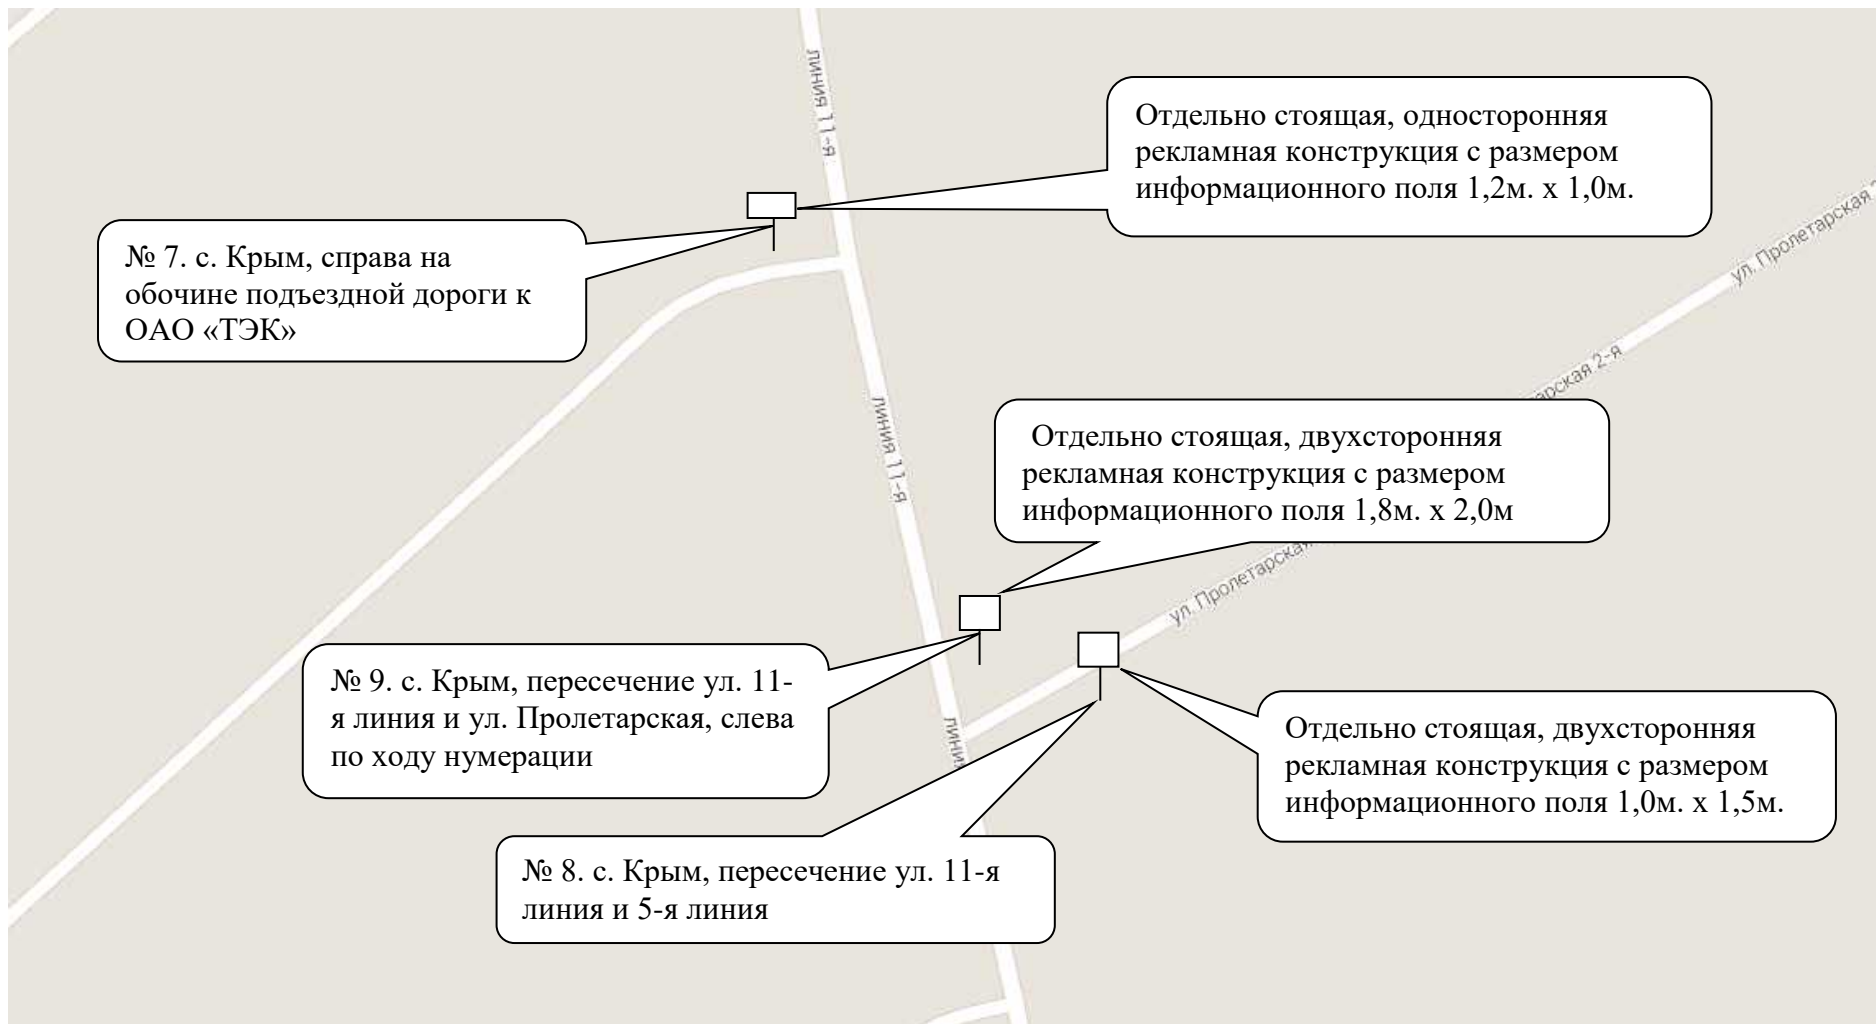 линия 11-я
Отдельно стоящая, односторонняя
рекламная конструкция с размером
информационного поля 1,2м. х 1,0м.
№ 7. с. Крым, справа на
обочине подъездной дороги к
ОАО «ТЭК»
ул. Пролетарская
2-я
линия 11-я
Отдельно стоящая, двухсторонняя
рекламная конструкция с размером
информационного поля 1,8м. х 2,0м
ул. Пролетарская
№ 9. с. Крым, пересечение ул. 11-
я линия и ул. Пролетарская, слева
по ходу нумерации
Отдельно стоящая, двухсторонняя
рекламная конструкция с размером
информационного поля 1,0м. х 1,5м.
№ 8. с. Крым, пересечение ул. 11-я
линия и 5-я линия